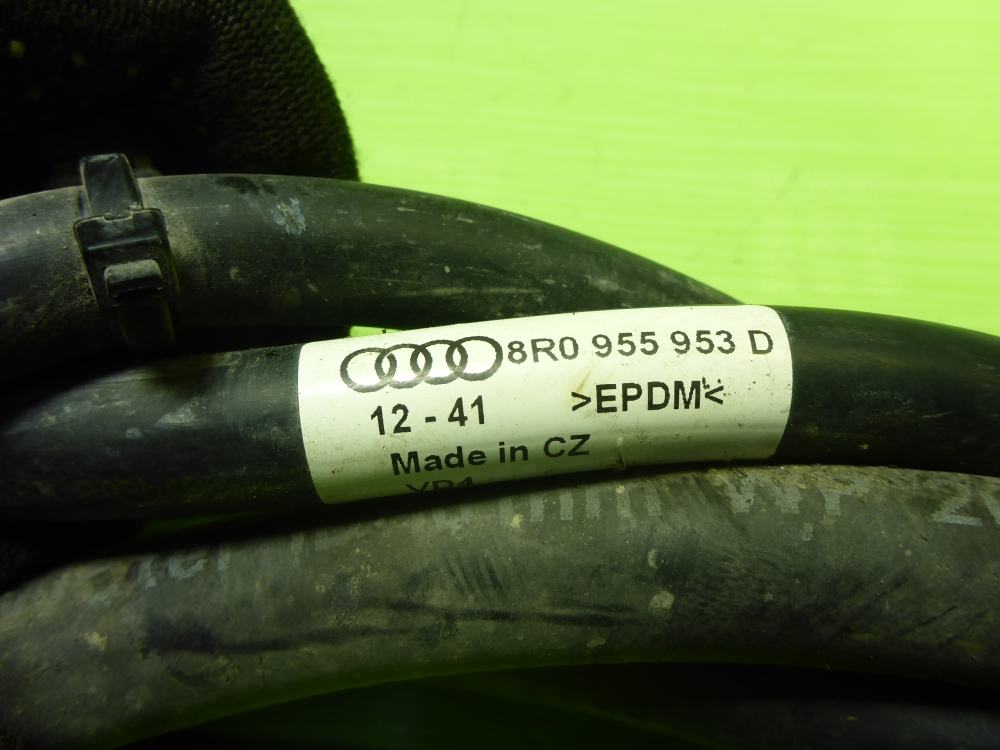 8R0 955 953 D
12 - 41 >EPDM<
Made in CZ